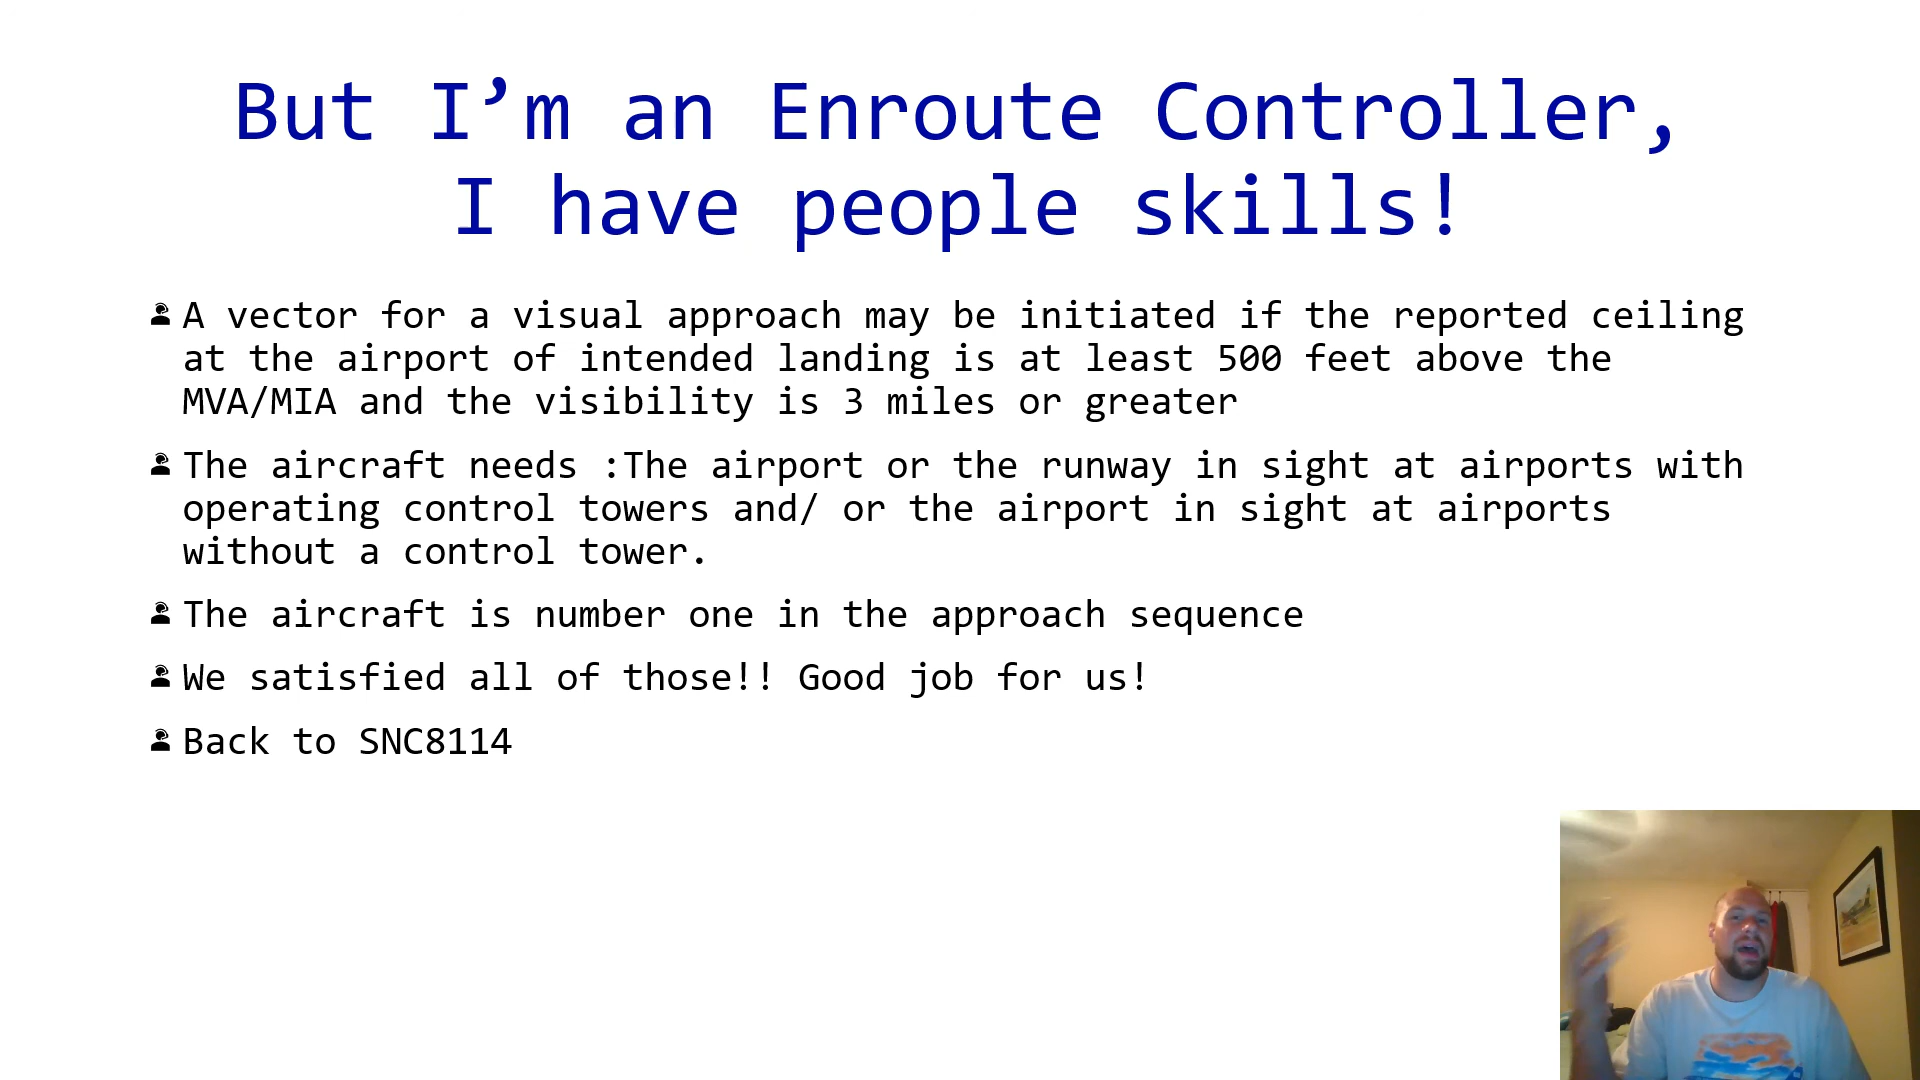 But I’m an Enroute Controller,
I have people skills!
A vector for a visual approach may be initiated if the reported ceiling
at the airport of intended landing is at least 500 feet above the
MVA/MIA and the visibility is 3 miles or greater
The aircraft needs :The airport or the runway in sight at airports with
operating control towers and/ or the airport in sight at airports
without a control tower.
The aircraft is number one in the approach sequence
We satisfied all of those!! Good job for us!
Back to SNC8114